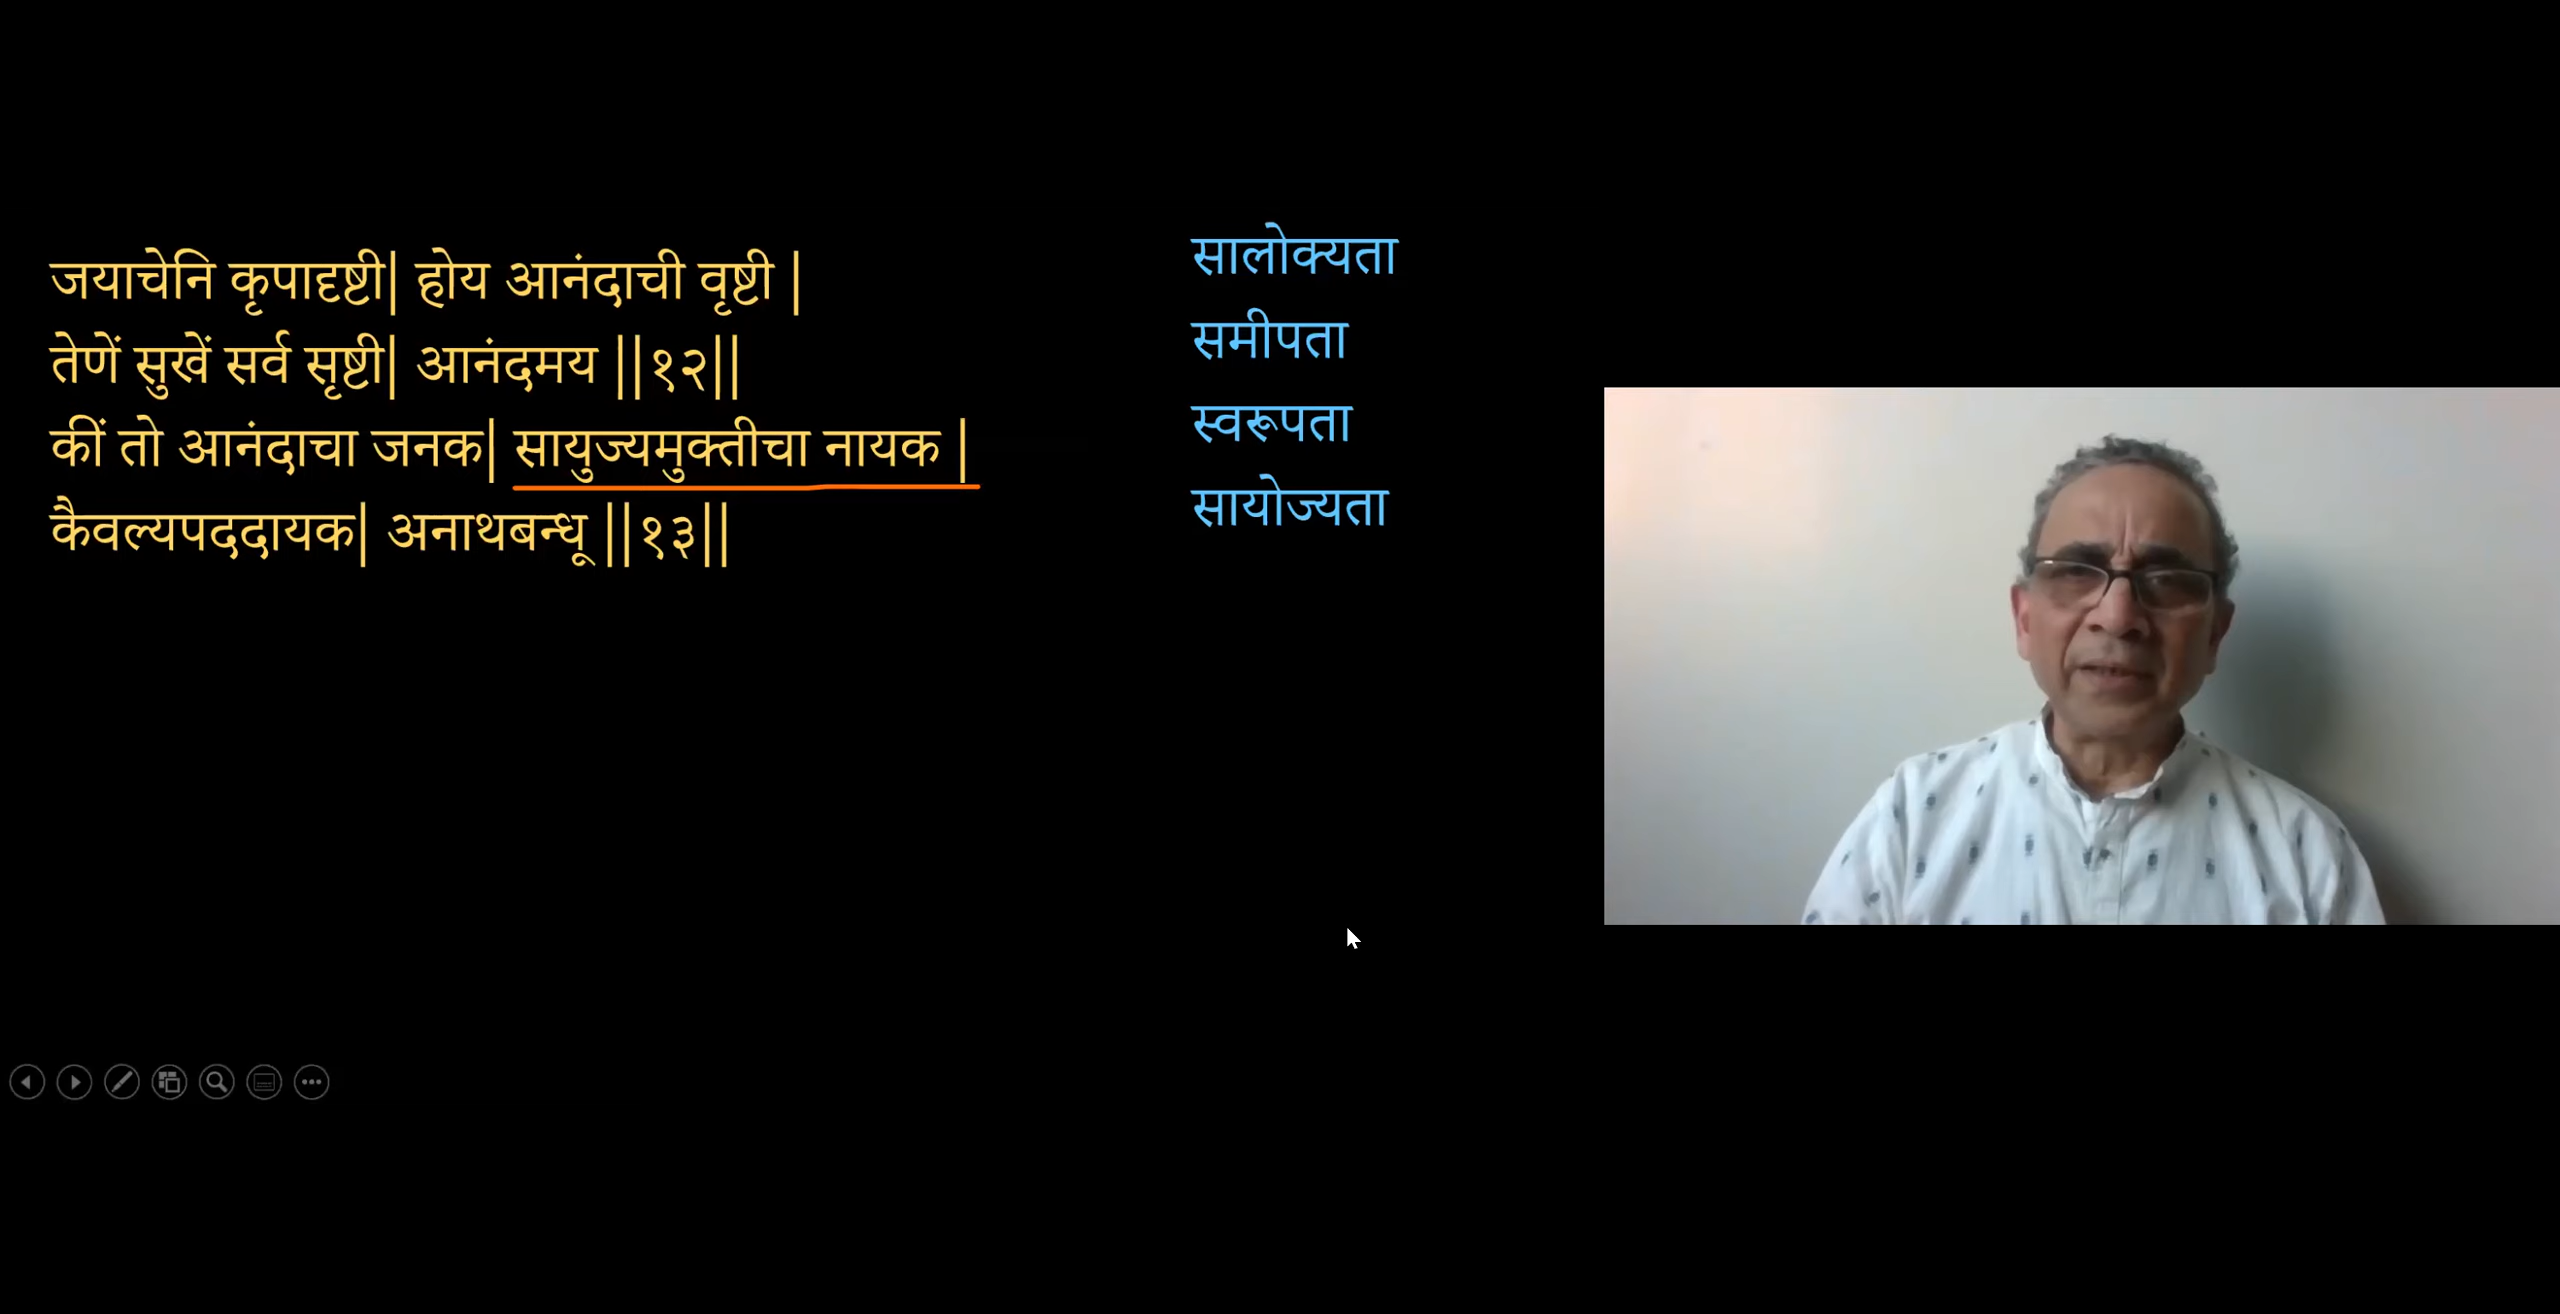 जयाचेनि कृपादृष्टी| होय आनंदाची वृष्टी |
तेणें सुखें सर्व सृष्टी| आनंदमय ||१२||
कीं तो आनंदाचा जनक| सायुज्यमुक्तीचा नायक |
कैवल्यपददायक| अनाथबन्धू ||१३||
सालोक्यता
समीपता
स्वरूपता
सायोज्यता